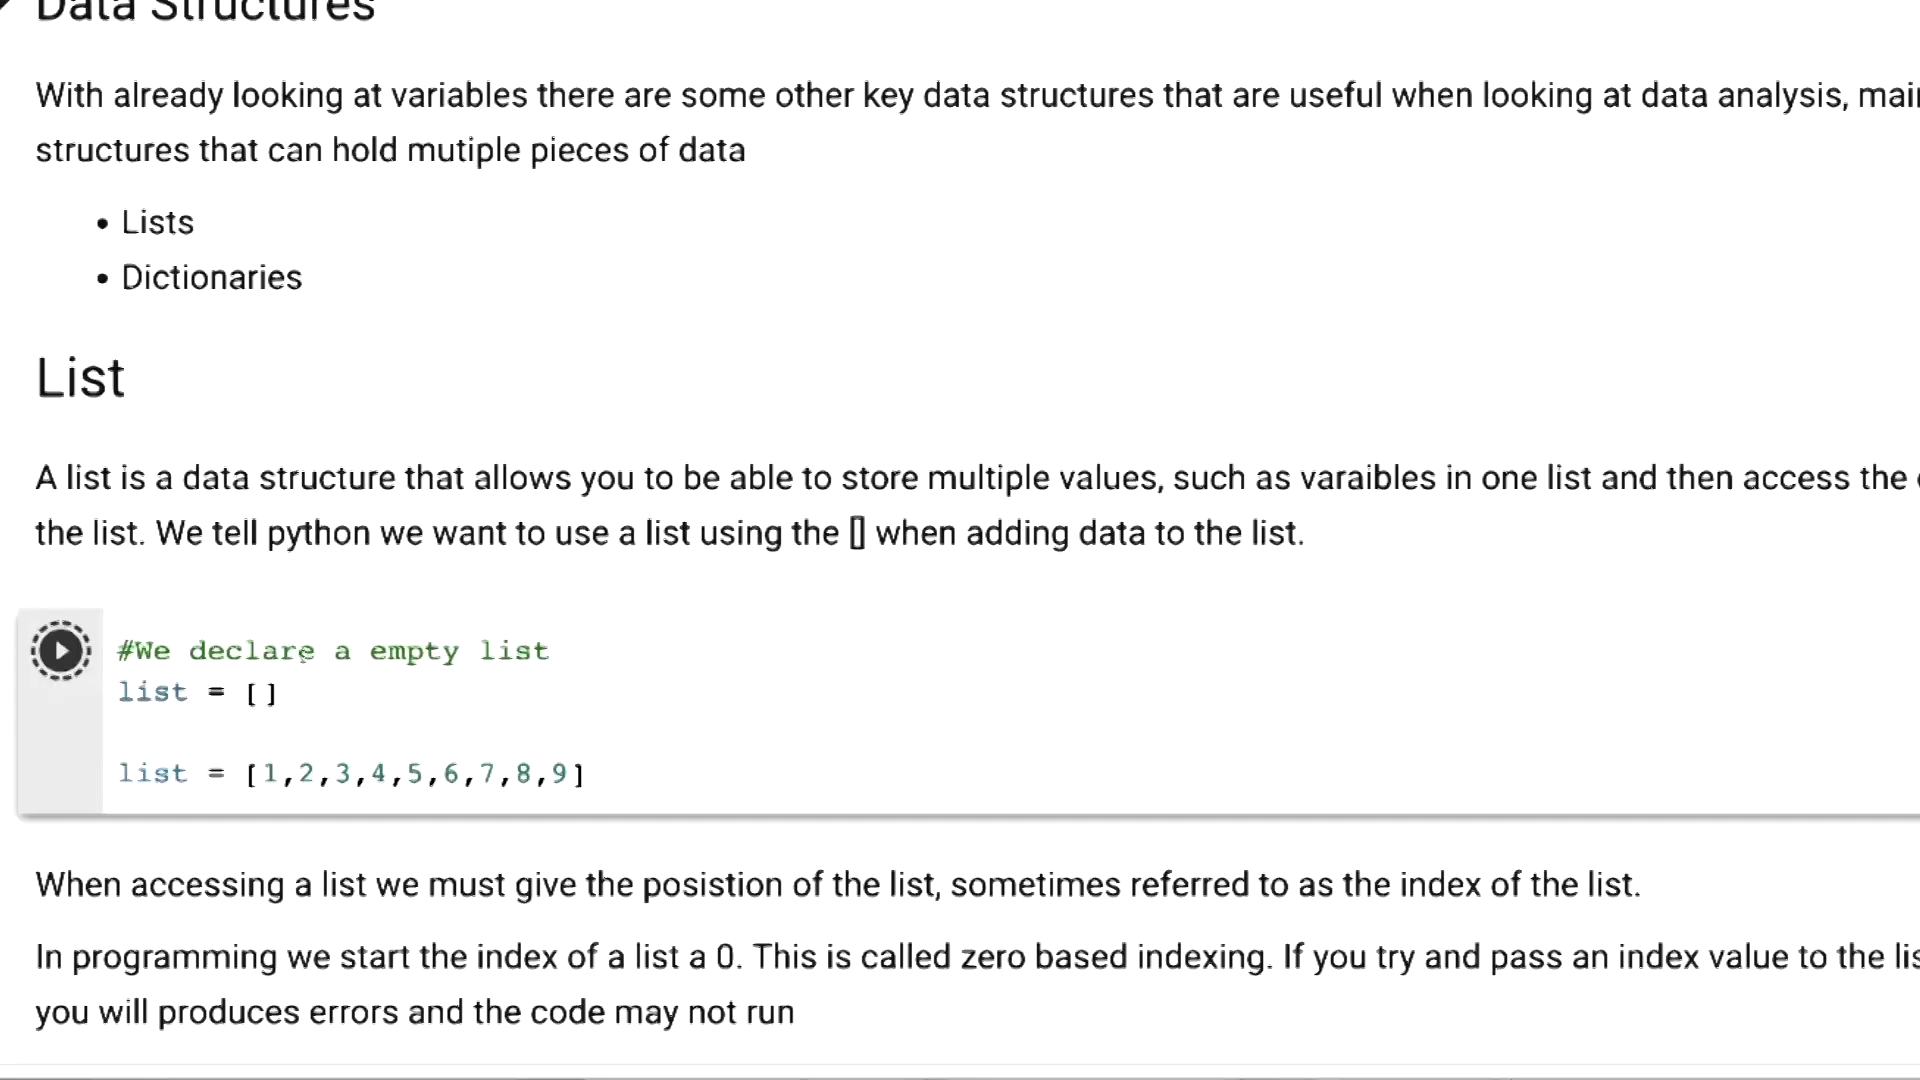 Data Structures
With already looking at variables there are some other key data structures that are useful when looking at data analysis,
structures that can hold mutiple pieces of data
• Lists
• Dictionaries
List
A list is a data structure that allows you to be able to store multiple values, such as varaibles in one list and then access the
the list. We tell python we want to use a list using the [] when adding data to the list.
#We declare a empty list
list = []
list = [1,2,3,4,5,6,7,8,9]
When accessing a list we must give the posistion of the list, sometimes referred to as the index of the list.
In programming we start the index of a list a 0. This is called zero based indexing. If you try and pass an index value to the
you will produces errors and the code may not run